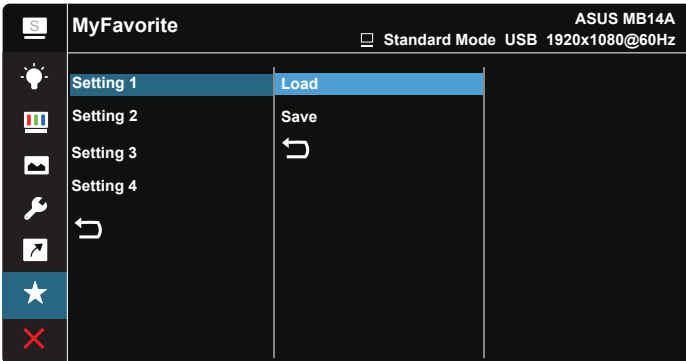 S
MyFavorite
ASUS MB14A
Standard Mode USB 1920x1080@60Hz
Setting 1
Load
Setting 2
Save
Setting 3
Setting 4